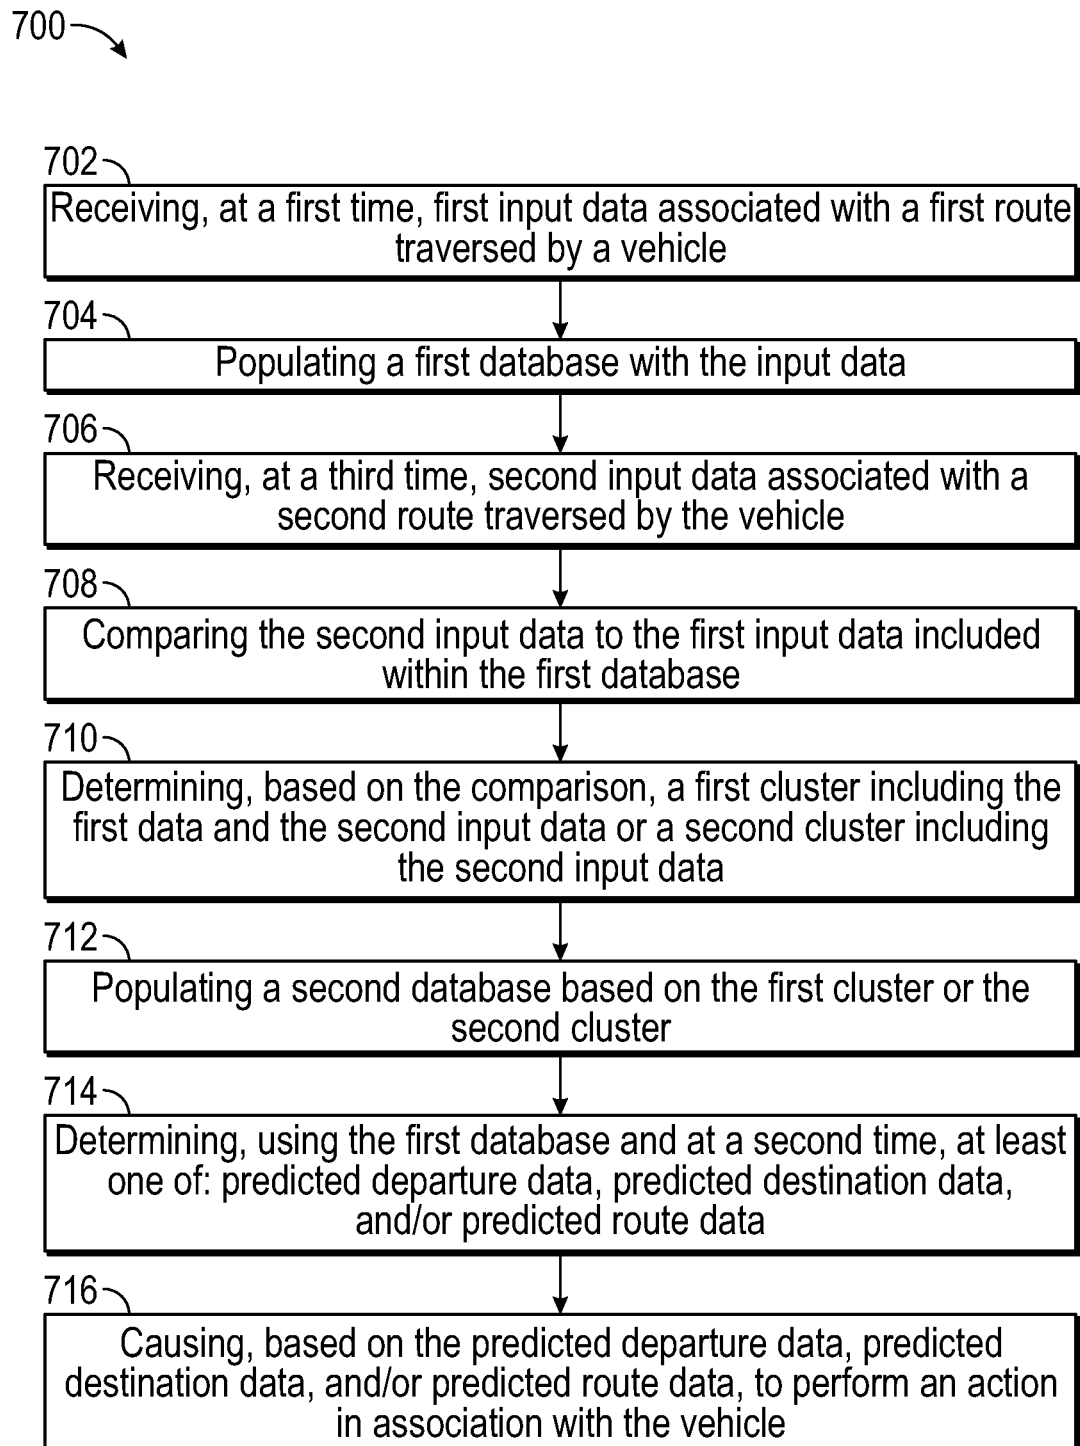 700
702
Receiving, at a first time, first input data associated with a first route
traversed by a vehicle
704
Populating a first database with the input data
706
Receiving, at a third time, second input data associated with a
second route traversed by the vehicle
708
Comparing the second input data to the first input data included
within the first database
710
Determining, based on the comparison, a first cluster including the
first data and the second input data or a second cluster including
the second input data
712
Populating a second database based on the first cluster or the
second cluster
714
Determining, using the first database and at a second time, at least
one of: predicted departure data, predicted destination data,
and/or predicted route data
716
Causing, based on the predicted departure data, predicted
destination data, and/or predicted route data, to perform an action
in association with the vehicle